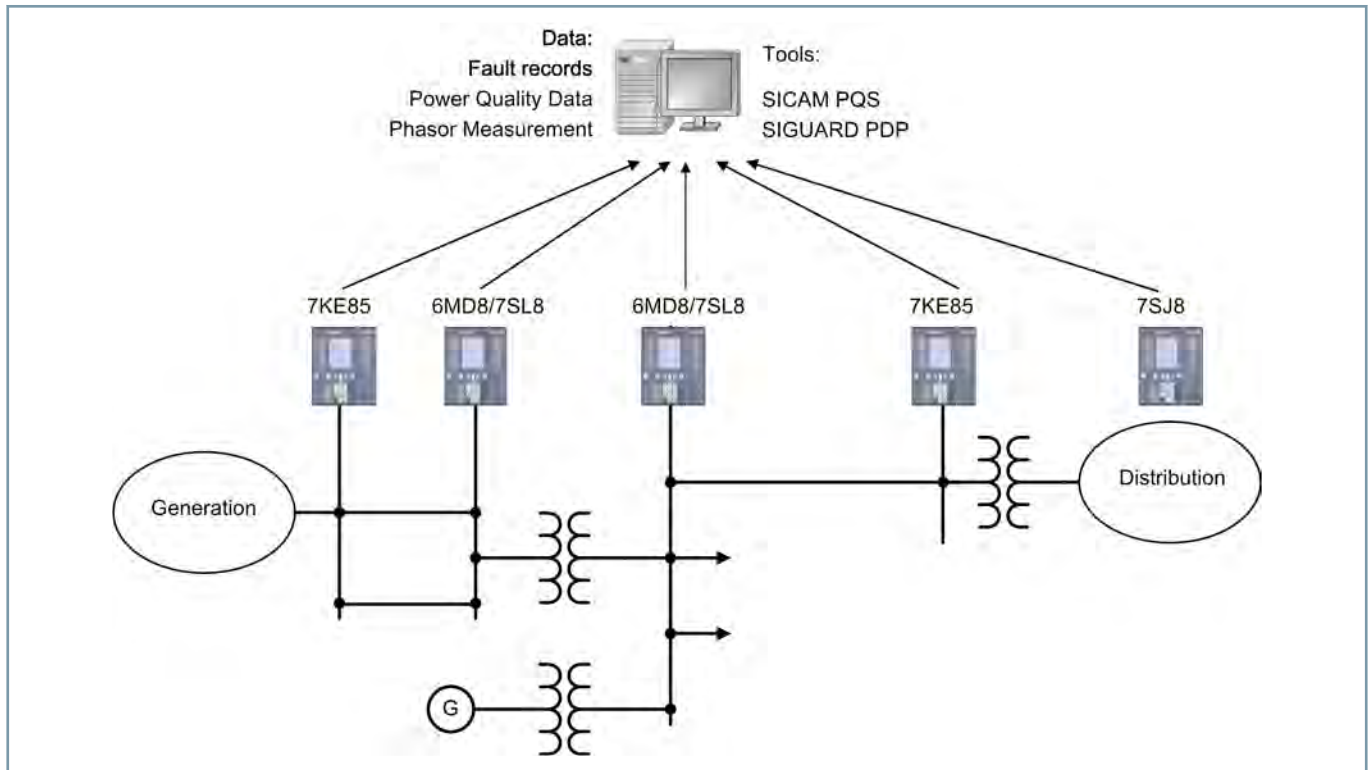 Data:
Fault records
Power Quality Data
Phasor Measurement
Tools:
SICAM PQS
SIGUARD PDP
7KE85
6MD8/7SL8
6MD8/7SL8
7KE85
7SJ8
Generation
Distribution
G